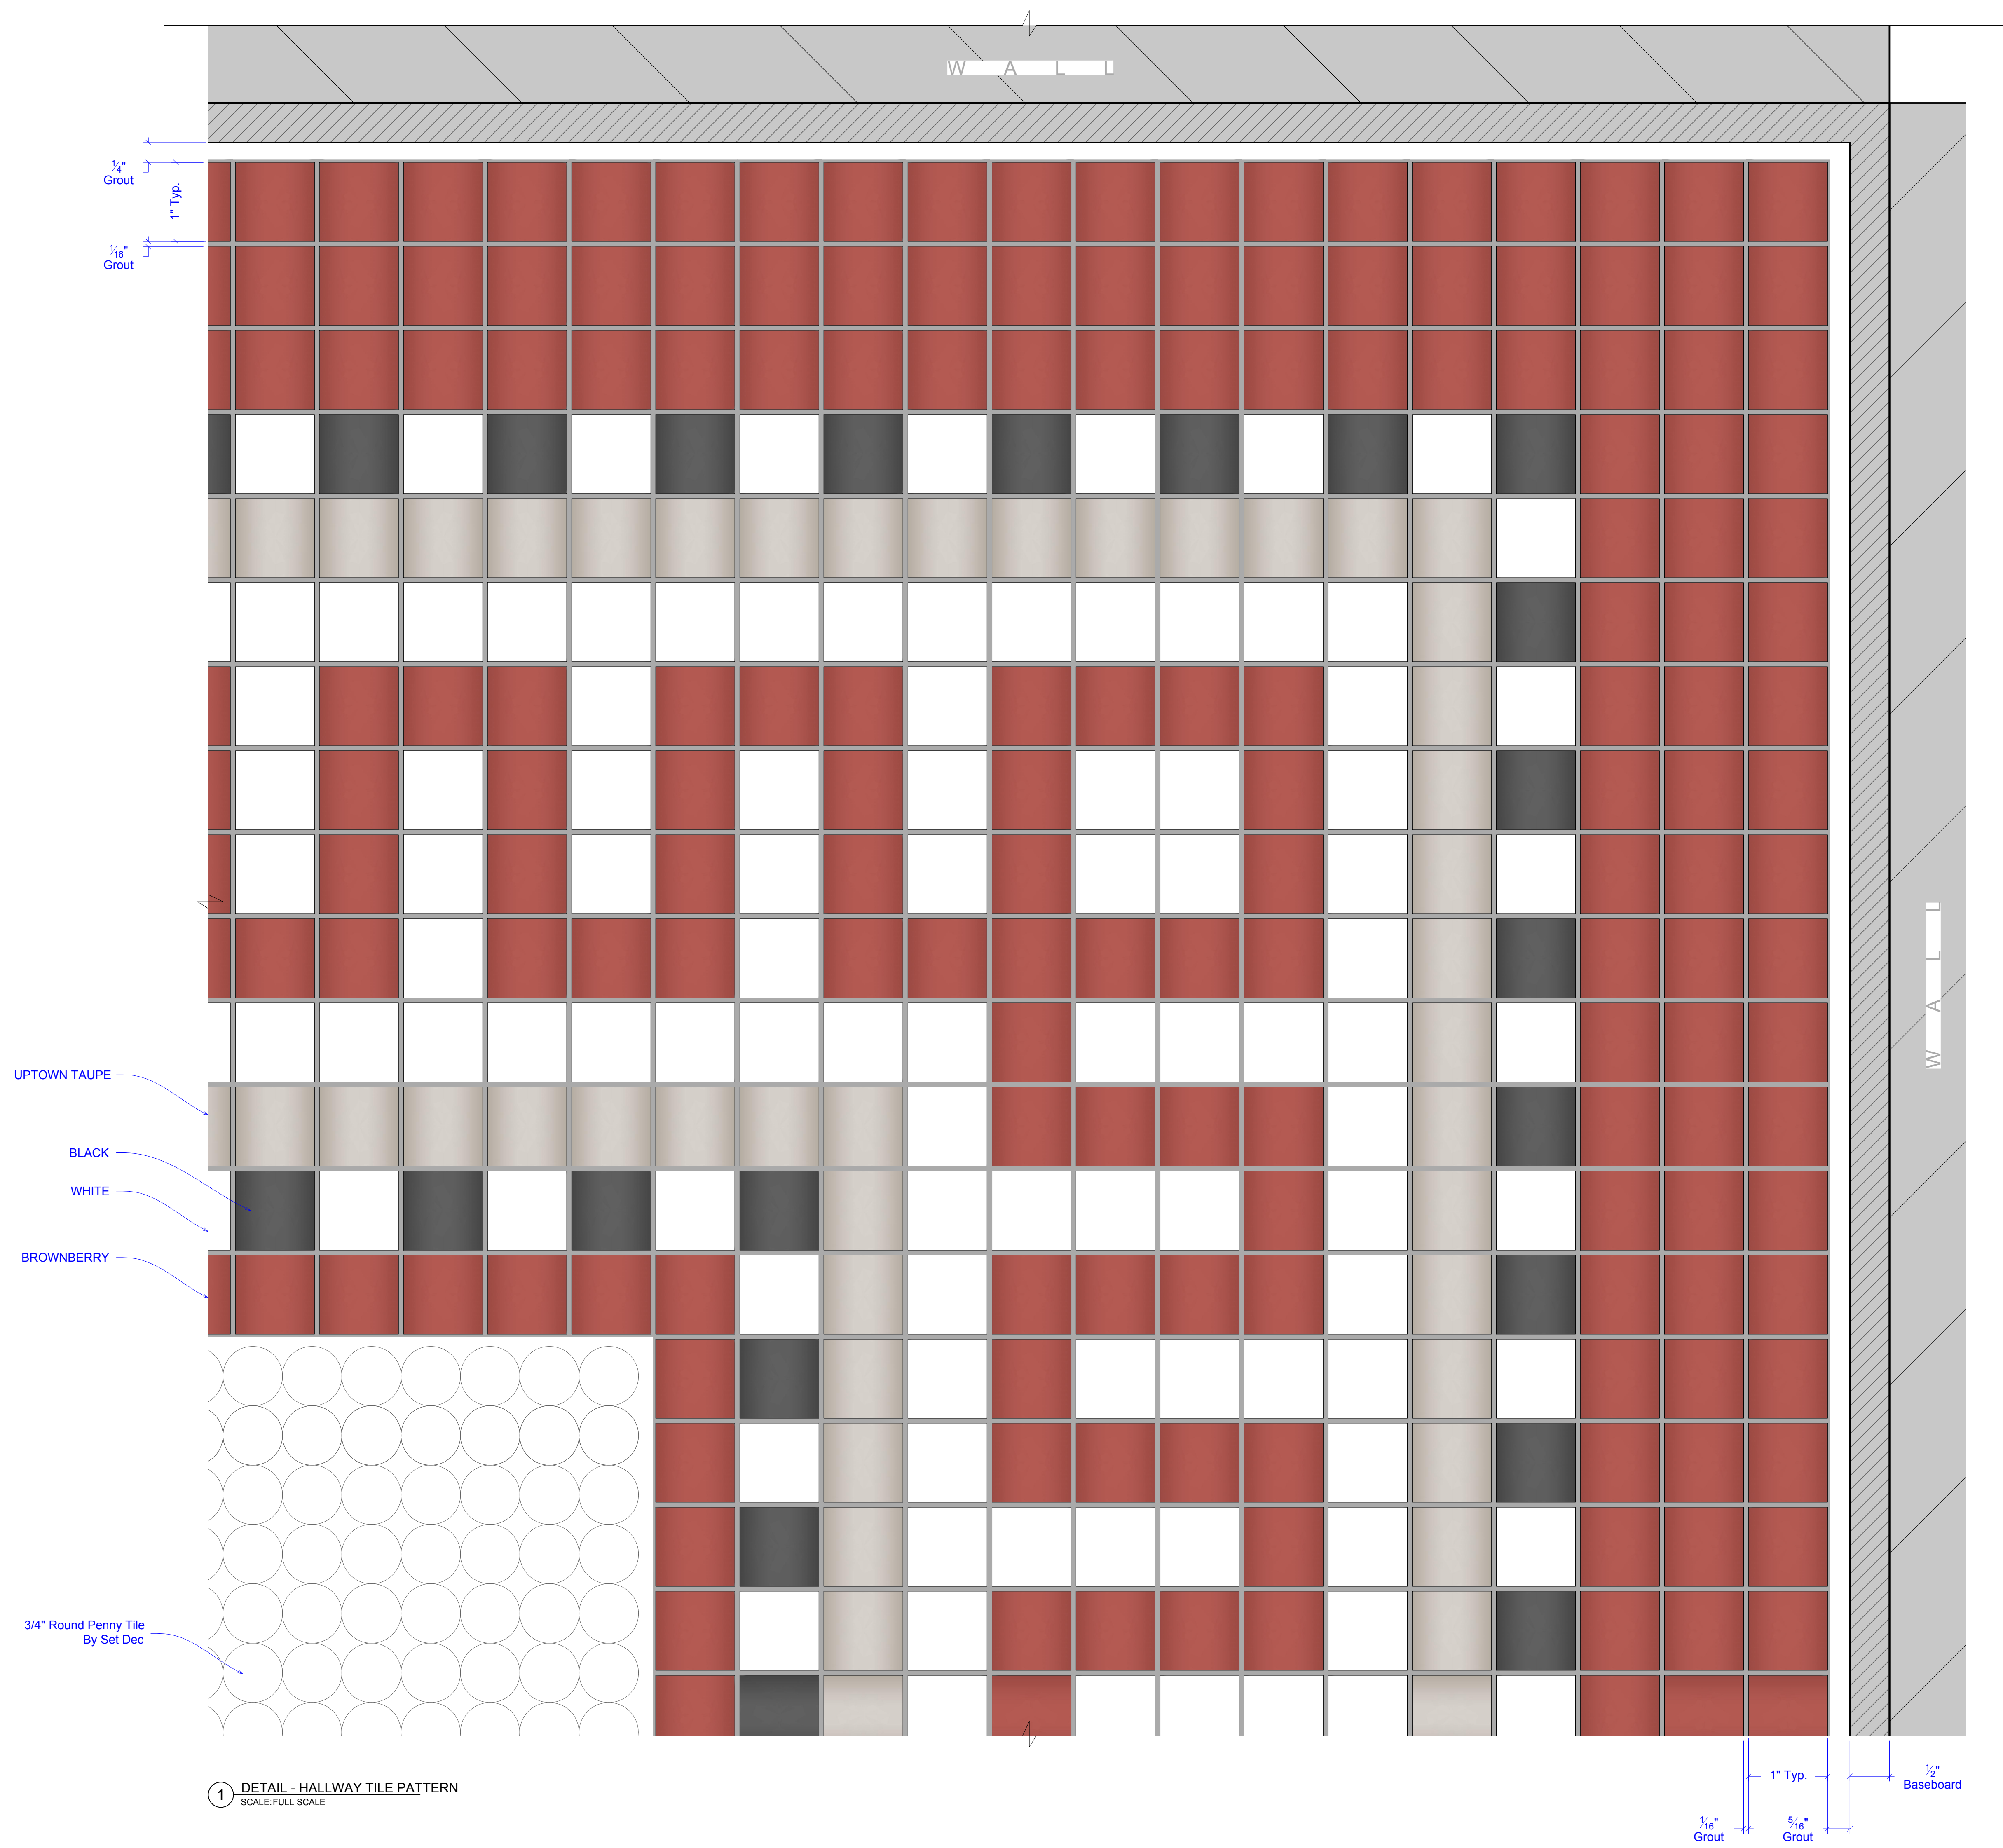 W A L L
1/4"
Grout
1" Typ.
1/16"
Grout
W A L L
UPTOWN TAUPE
BLACK
WHITE
BROWNBERRY
3/4" Round Penny Tile
By Set Dec
1" Typ.
1/2"
Baseboard
1 DETAIL - HALLWAY TILE PATTERN
SCALE: FULL SCALE
1/16"
Grout
5/16"
Grout